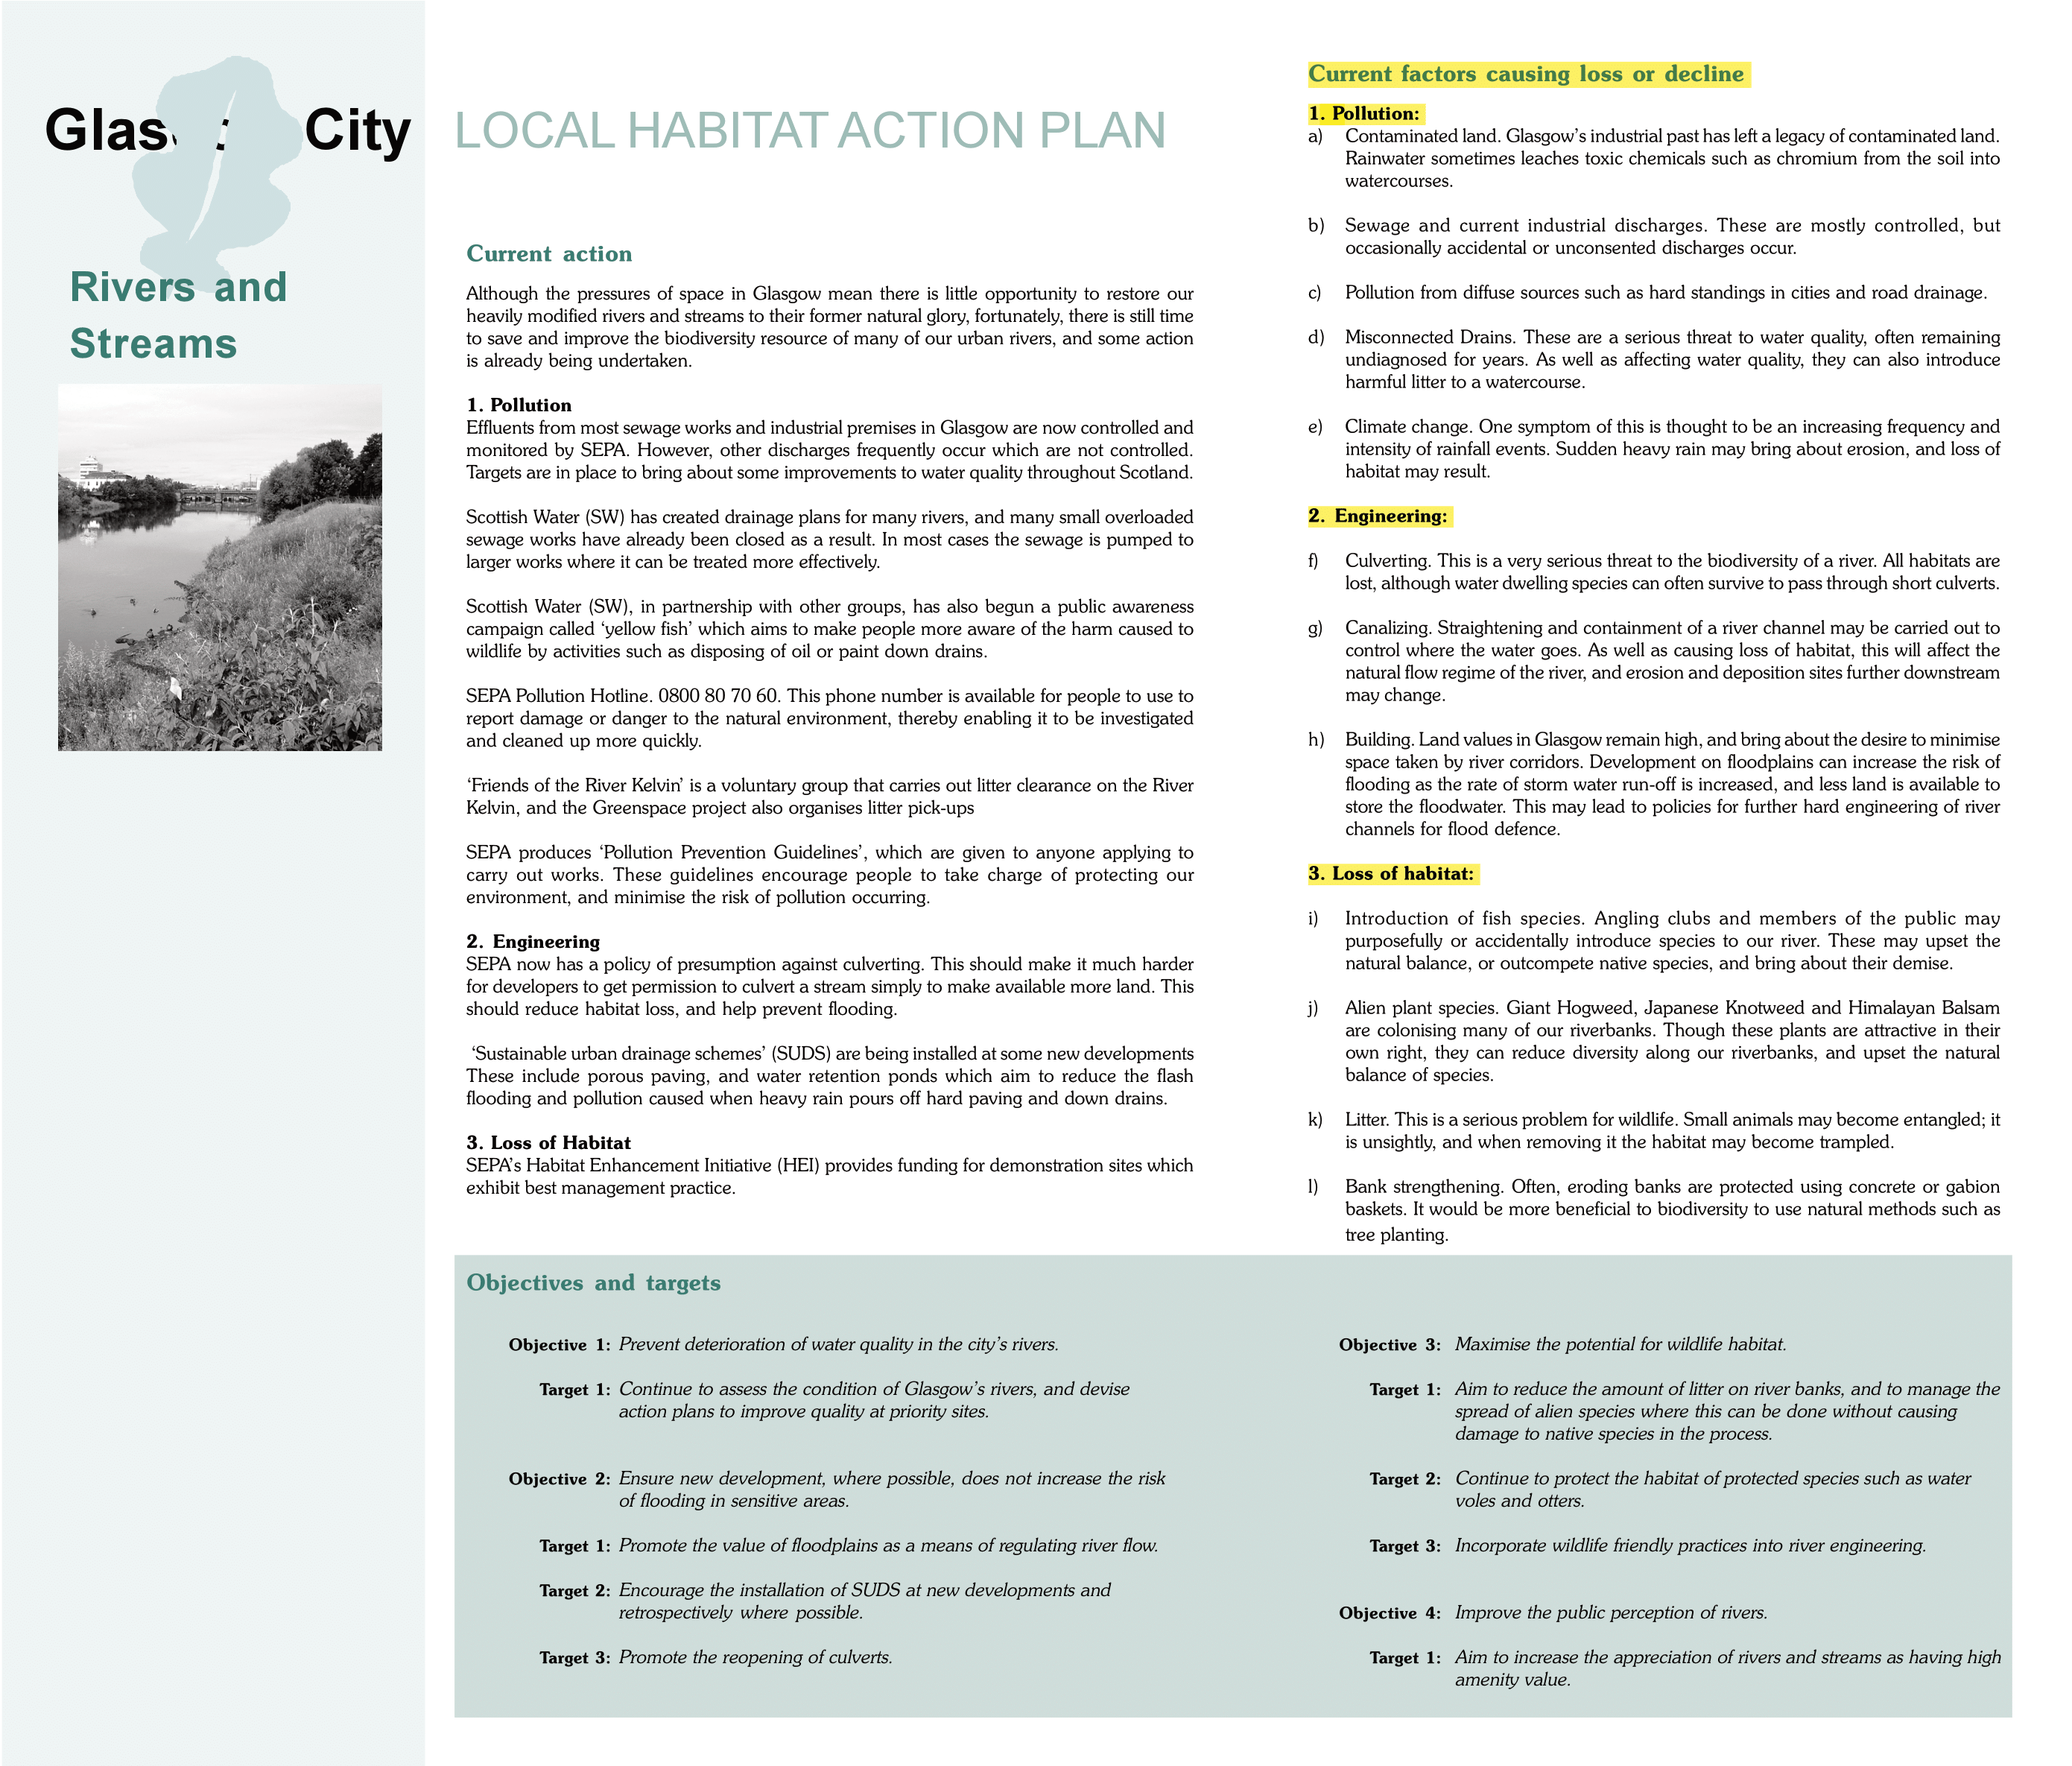 City
LOCAL HABITAT ACTION PLAN
Rivers and
Streams
Current action
Although the pressures of space in Glasgow mean there is little opportunity to restore our
heavily modified rivers and streams to their former natural glory, fortunately, there is still time
to save and improve the biodiversity resource of many of our urban rivers, and some action
is already being undertaken.
1. Pollution
Effluents from most sewage works and industrial premises in Glasgow are now controlled and
monitored by SEPA. However, other discharges frequently occur which are not controlled.
Targets are in place to bring about some improvements to water quality throughout Scotland.
Scottish Water (SW) has created drainage plans for many rivers, and many small overloaded
sewage works have already been closed as a result. In most cases the sewage is pumped to
larger works where it can be treated more effectively.
Scottish Water (SW), in partnership with other groups, has also begun a public awareness
campaign called ‘yellow fish’ which aims to make people more aware of the harm caused to
wildlife by activities such as disposing of oil or paint down drains.
SEPA Pollution Hotline. 0800 80 70 60. This phone number is available for people to use to
report damage or danger to the natural environment, thereby enabling it to be investigated
and cleaned up more quickly.
‘Friends of the River Kelvin’ is a voluntary group that carries out litter clearance on the River
Kelvin, and the Greenspace project also organises litter pick-ups
SEPA produces ‘Pollution Prevention Guidelines’, which are given to anyone applying to
carry out works. These guidelines encourage people to take charge of protecting our
environment, and minimise the risk of pollution occurring.
2. Engineering
SEPA now has a policy of presumption against culverting. This should make it much harder
for developers to get permission to culvert a stream simply to make available more land. This
should reduce habitat loss, and help prevent flooding.
‘Sustainable urban drainage schemes’ (SUDS) are being installed at some new developments
These include porous paving, and water retention ponds which aim to reduce the flash
flooding and pollution caused when heavy rain pours off hard paving and down drains.
3. Loss of Habitat
SEPA’s Habitat Enhancement Initiative (HEI) provides funding for demonstration sites which
exhibit best management practice.
Current factors causing loss or decline
1. Pollution:
a) Contaminated land. Glasgow’s industrial past has left a legacy of contaminated land.
Rainwater sometimes leaches toxic chemicals such as chromium from the soil into
watercourses.
b) Sewage and current industrial discharges. These are mostly controlled, but
occasionally accidental or unconsented discharges occur.
c) Pollution from diffuse sources such as hard standings in cities and road drainage.
d) Misconnected Drains. These are a serious threat to water quality, often remaining
undiagnosed for years. As well as affecting water quality, they can also introduce
harmful litter to a watercourse.
e) Climate change. One symptom of this is thought to be an increasing frequency and
intensity of rainfall events. Sudden heavy rain may bring about erosion, and loss of
habitat may result.
2. Engineering:
f) Culverting. This is a very serious threat to the biodiversity of a river. All habitats are
lost, although water dwelling species can often survive to pass through short culverts.
g) Canalizing. Straightening and containment of a river channel may be carried out to
control where the water goes. As well as causing loss of habitat, this will affect the
natural flow regime of the river, and erosion and deposition sites further downstream
may change.
h) Building. Land values in Glasgow remain high, and bring about the desire to minimise
space taken by river corridors. Development on floodplains can increase the risk of
flooding as the rate of storm water run-off is increased, and less land is available to
store the floodwater. This may lead to policies for further hard engineering of river
channels for flood defence.
3. Loss of habitat:
i) Introduction of fish species. Angling clubs and members of the public may
purposefully or accidentally introduce species to our river. These may upset the
natural balance, or outcompete native species, and bring about their demise.
j) Alien plant species. Giant Hogweed, Japanese Knotweed and Himalayan Balsam
are colonising many of our riverbanks. Though these plants are attractive in their
own right, they can reduce diversity along our riverbanks, and upset the natural
balance of species.
k) Litter. This is a serious problem for wildlife. Small animals may become entangled; it
is unsightly, and when removing it the habitat may become trampled.
l) Bank strengthening. Often, eroding banks are protected using concrete or gabion
baskets. It would be more beneficial to biodiversity to use natural methods such as
tree planting.
Objectives and targets
Objective 1: Prevent deterioration of water quality in the city’s rivers.
Target 1: Continue to assess the condition of Glasgow’s rivers, and devise
action plans to improve quality at priority sites.
Objective 2: Ensure new development, where possible, does not increase the risk
of flooding in sensitive areas.
Target 1: Promote the value of floodplains as a means of regulating river flow.
Target 2: Encourage the installation of SUDS at new developments and
retrospectively where possible.
Target 3: Promote the reopening of culverts.
Objective 3: Maximise the potential for wildlife habitat.
Target 1: Aim to reduce the amount of litter on river banks, and to manage the
spread of alien species where this can be done without causing
damage to native species in the process.
Target 2: Continue to protect the habitat of protected species such as water
voles and otters.
Target 3: Incorporate wildlife friendly practices into river engineering.
Objective 4: Improve the public perception of rivers.
Target 1: Aim to increase the appreciation of rivers and streams as having high
amenity value.